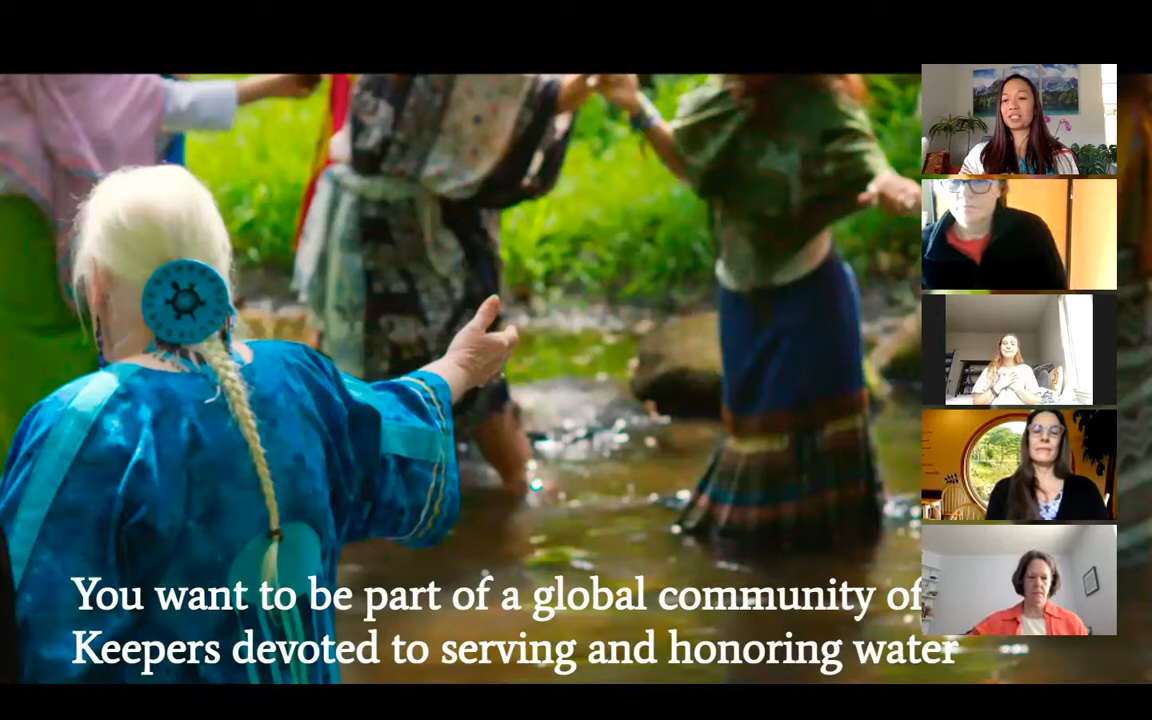 You want to be part of a global community of
Keepers devoted to serving and honoring water